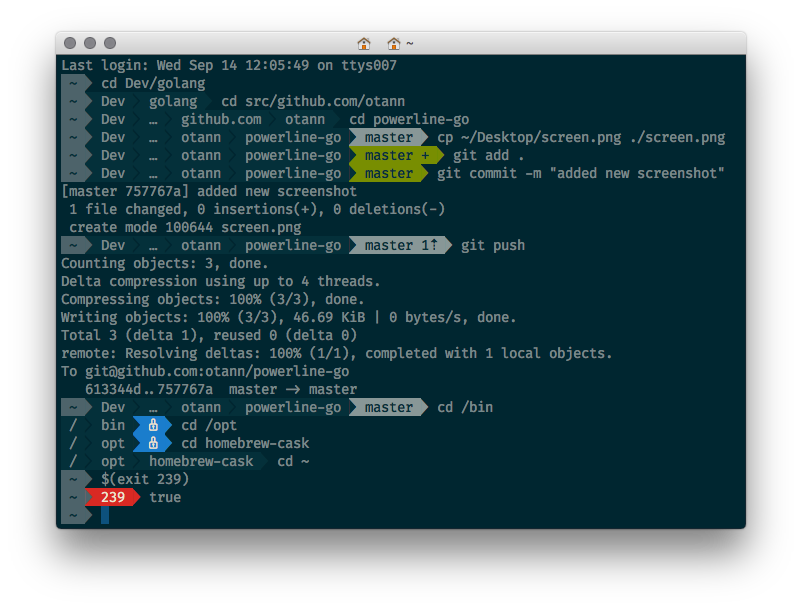 ~
Last login: Wed Sep 14 12:05:49 on ttys007
~ cd Dev/golang
~ Dev golang cd src/github.com/otann
~ Dev … github.com otann cd powerline-go
~ Dev … otann powerline-go master cp ~/Desktop/screen.png ./screen.png
~ Dev … otann powerline-go master + git add .
~ Dev … otann powerline-go master git commit -m "added new screenshot"
[master 757767a] added new screenshot
1 file changed, 0 insertions(+), 0 deletions(-)
create mode 100644 screen.png
~ Dev … otann powerline-go master 1↑ git push
Counting objects: 3, done.
Delta compression using up to 4 threads.
Compressing objects: 100% (3/3), done.
Writing objects: 100% (3/3), 46.69 KiB | 0 bytes/s, done.
Total 3 (delta 1), reused 0 (delta 0)
remote: Resolving deltas: 100% (1/1), completed with 1 local objects.
To git@github.com:otann/powerline-go
613344d..757767a master -> master
~ Dev … otann powerline-go master cd /bin
/ bin cd /opt
/ opt cd homebrew-cask
/ opt homebrew-cask cd ~
~ $(exit 239)
~ 239 true
~